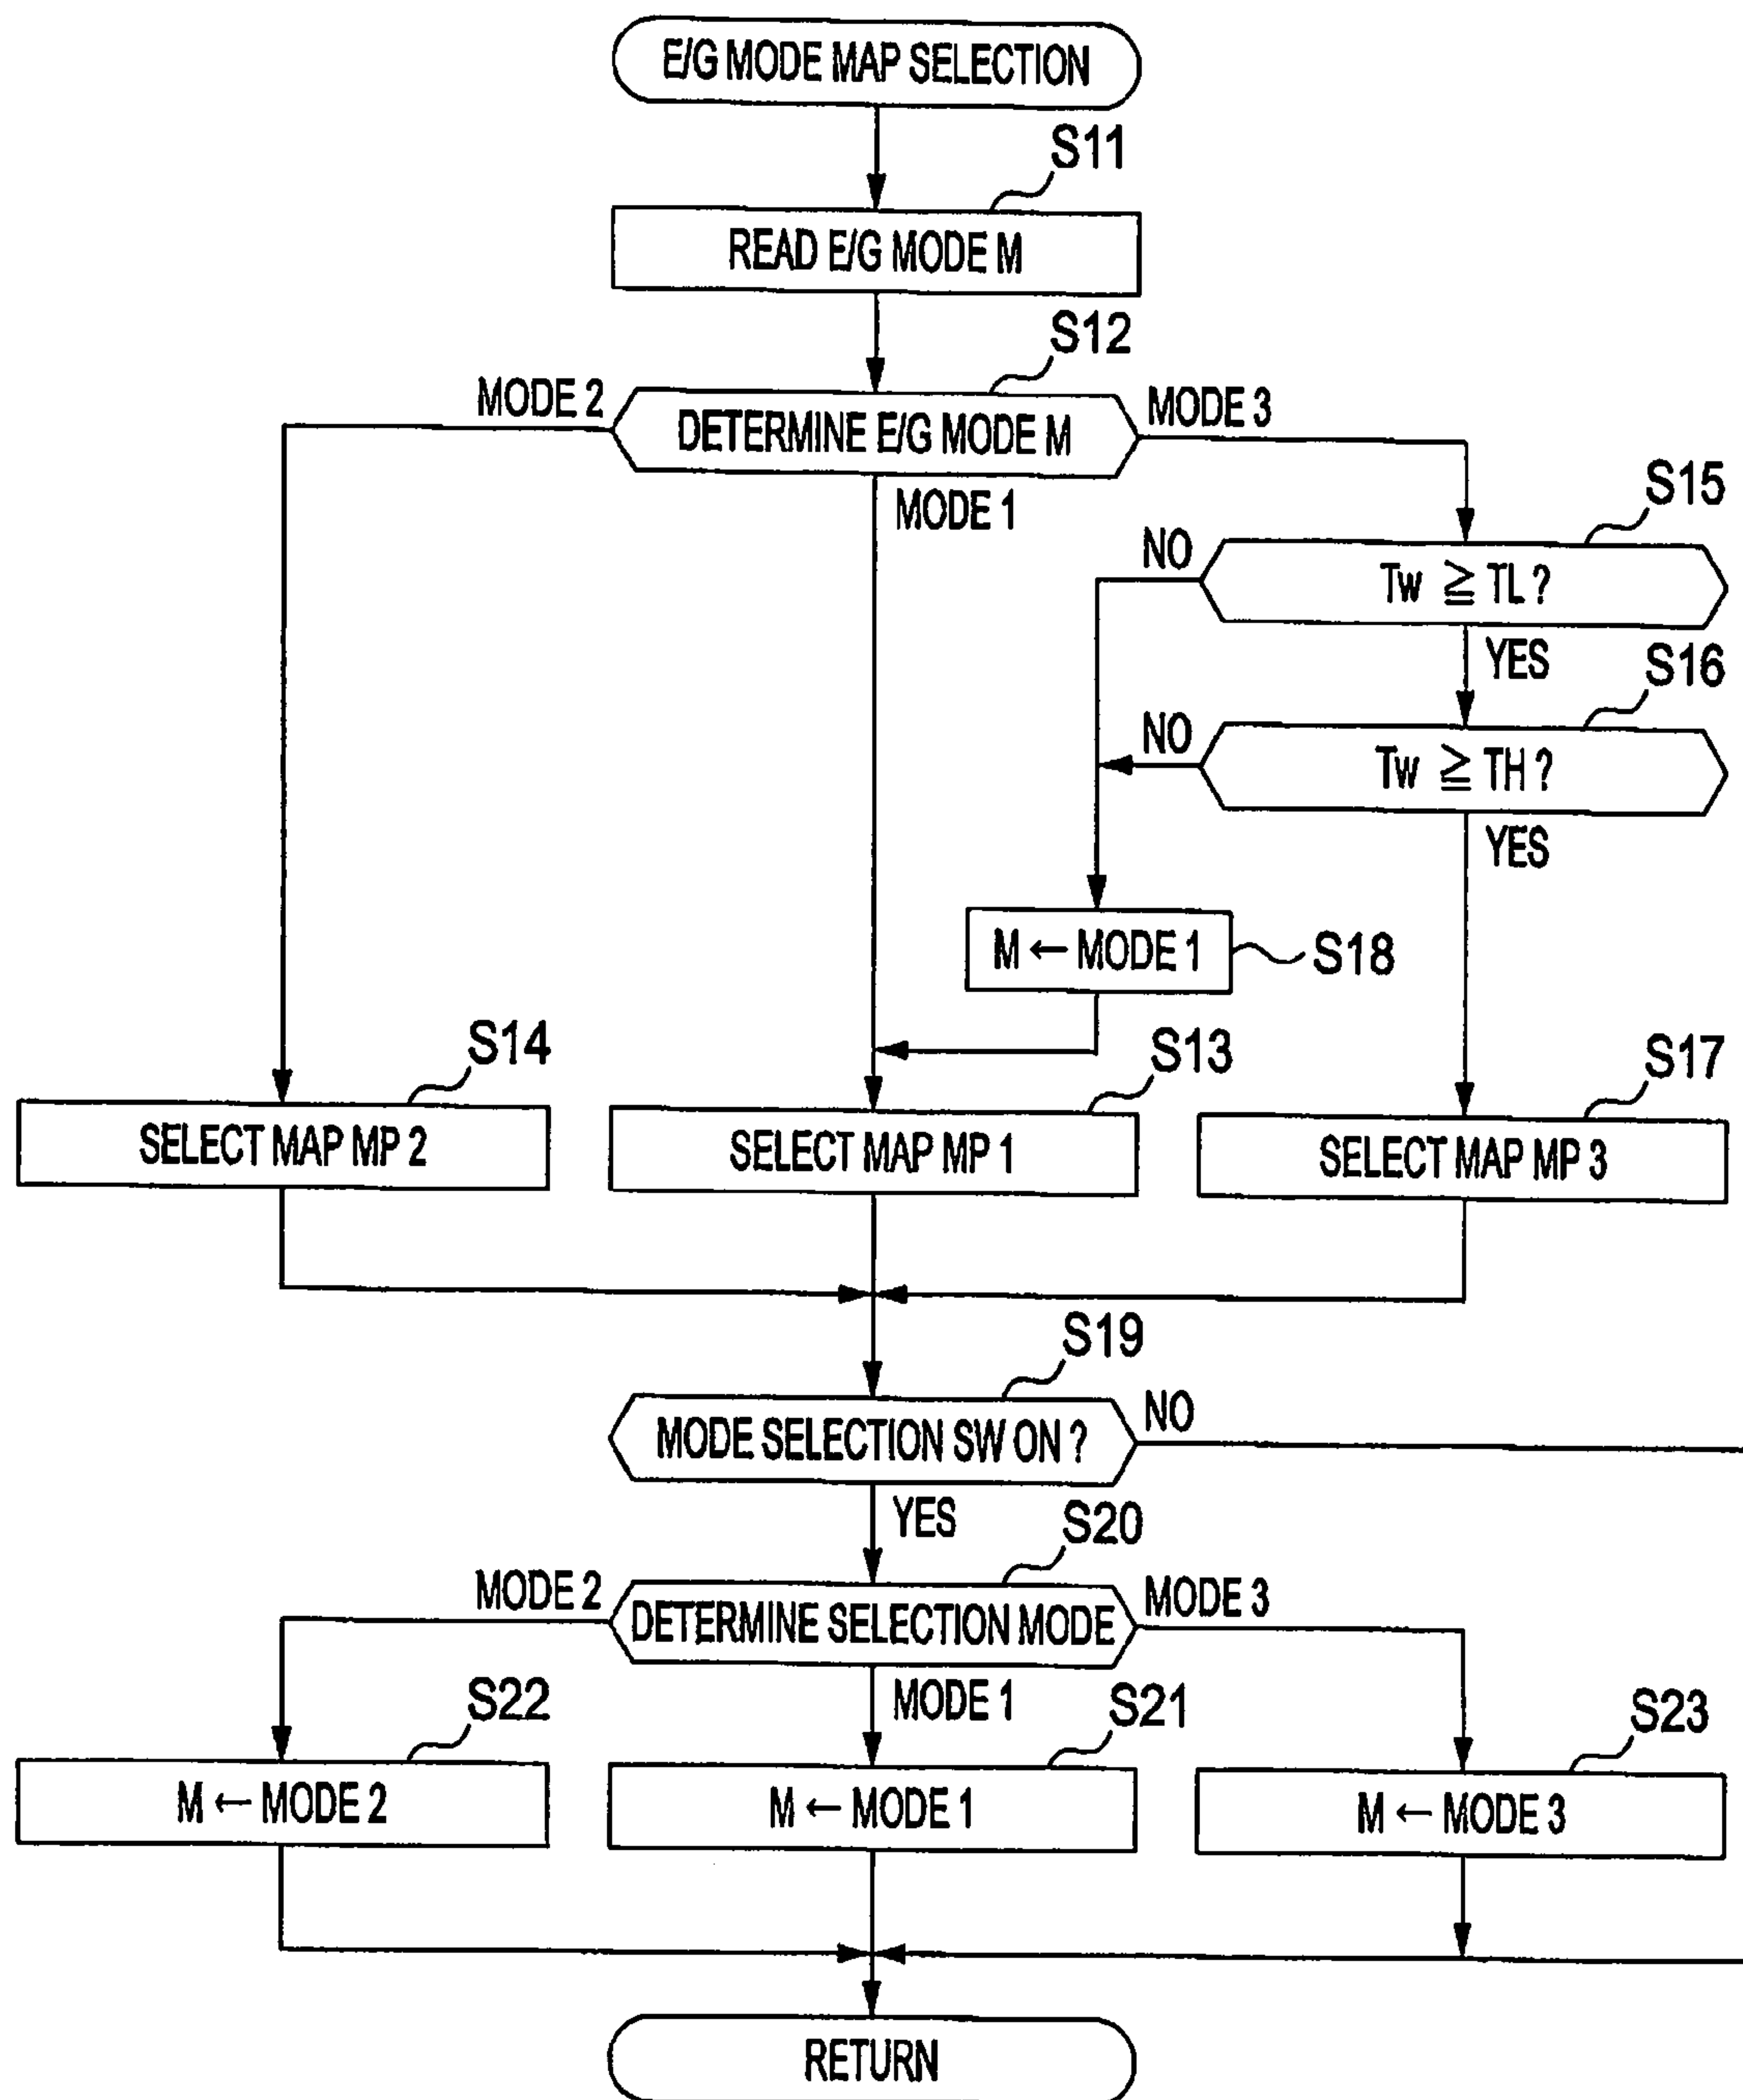 E/G MODE MAP SELECTION
S11
READ E/G MODE M
S12
MODE 2
DETERMINE E/G MODE M
MODE 3
MODE 1
S15
NO
Tw ≧ TL ?
YES
S16
NO
Tw ≧ TH ?
YES
M ← MODE 1
S18
S14
S13
S17
SELECT MAP MP 2
SELECT MAP MP 1
SELECT MAP MP 3
S19
MODE SELECTION SW ON ?
NO
YES
S20
MODE 2
DETERMINE SELECTION MODE
MODE 3
MODE 1
S22
S21
S23
M ← MODE 2
M ← MODE 1
M ← MODE 3
RETURN